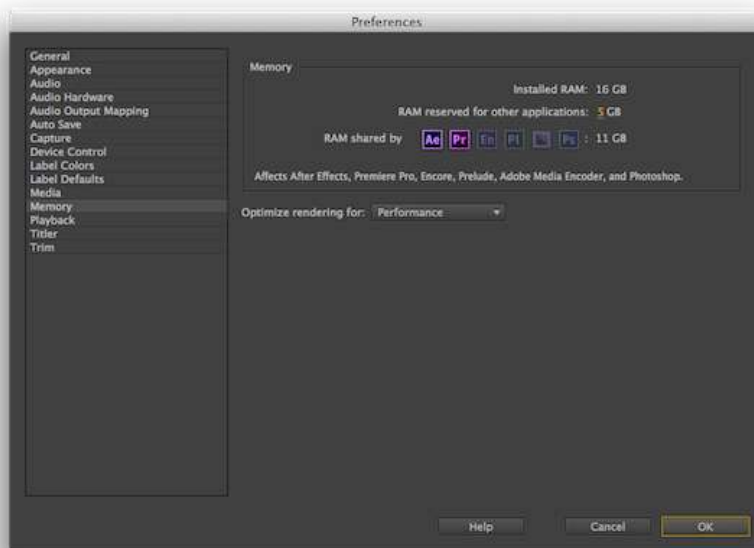 Preferences
General
Appearance
Audio
Audio Hardware
Audio Output Mapping
Auto Save
Capture
Device Control
Label Colors
Label Defaults
Media
Memory
Playback
Titler
Trim
Memory
Installed RAM: 16 GB
RAM reserved for other applications: 5 GB
RAM shared by Ae Pr En Pl Ps : 11 GB
Affects After Effects, Premiere Pro, Encore, Prelude, Adobe Media Encoder, and Photoshop.
Optimize rendering for: Performance
Help
Cancel
OK